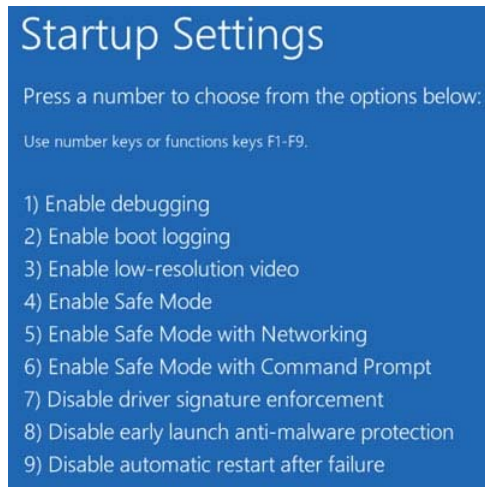 Startup Settings
Press a number to choose from the options below:
Use number keys or functions keys F1-F9.
1) Enable debugging
2) Enable boot logging
3) Enable low-resolution video
4) Enable Safe Mode
5) Enable Safe Mode with Networking
6) Enable Safe Mode with Command Prompt
7) Disable driver signature enforcement
8) Disable early launch anti-malware protection
9) Disable automatic restart after failure